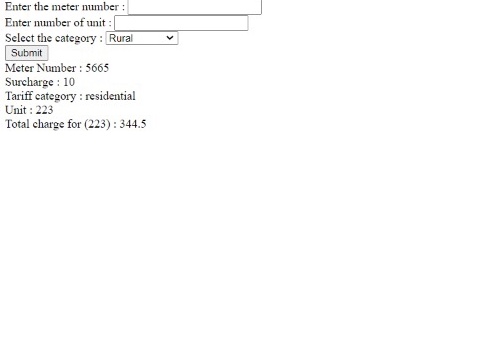 Enter the meter number :
Enter number of unit :
Select the category : Rural
Submit
Meter Number : 5665
Surcharge : 10
Tariff category : residential
Unit : 223
Total charge for (223) : 344.5